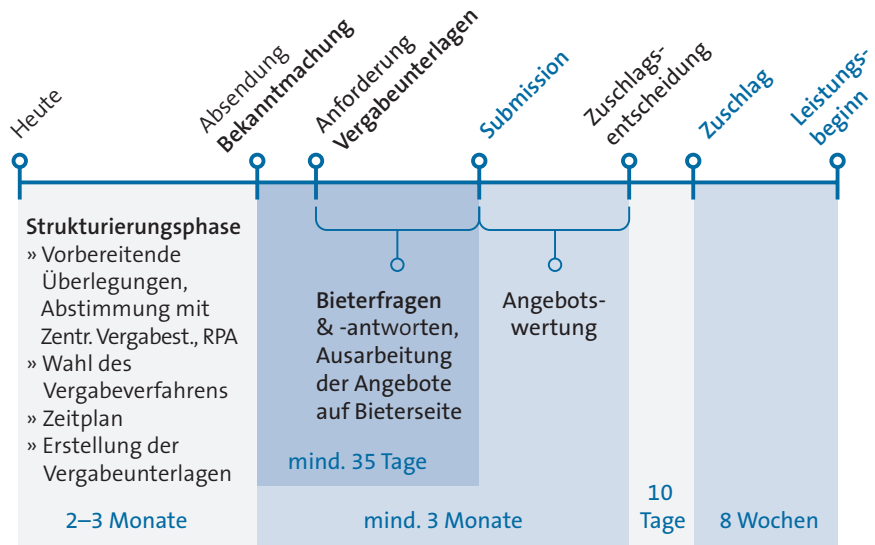 Heute
Absendung
Bekanntmachung
Anforderung
Vergabeunterlagen
Submission
Zuschlags-
entscheidung
Zuschlag
Leistungs-
beginn
Strukturierungsphase
» Vorbereitende
Überlegungen,
Abstimmung mit
Zentr. Vergabest., RPA
» Wahl des
Vergabeverfahrens
» Zeitplan
» Erstellung der
Vergabeunterlagen
2–3 Monate
Bieterfragen
& -antworten,
Ausarbeitung
der Angebote
auf Bieterseite
mind. 35 Tage
Angebots-
wertung
mind. 3 Monate
10
Tage
8 Wochen